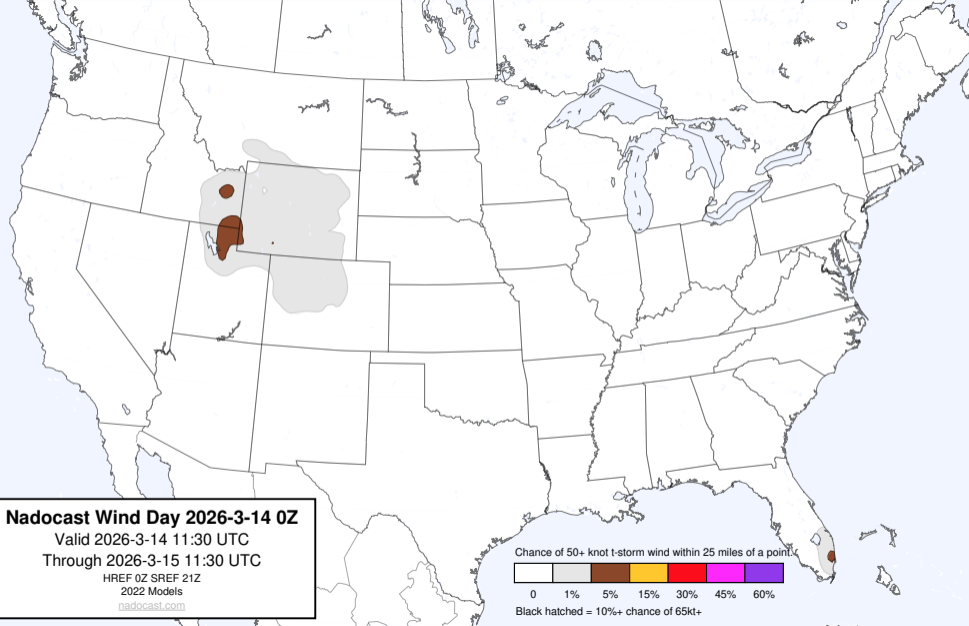 Nadocast Wind Day 2026-3-14 0Z
Valid 2026-3-14 11:30 UTC
Through 2026-3-15 11:30 UTC
HREF 0Z SREF 21Z
2022 Models
nadocast.com
Chance of 50+ knot t-storm wind within 25 miles of a point.
0 1% 5% 15% 30% 45% 60%
Black hatched = 10%+ chance of 65kt+